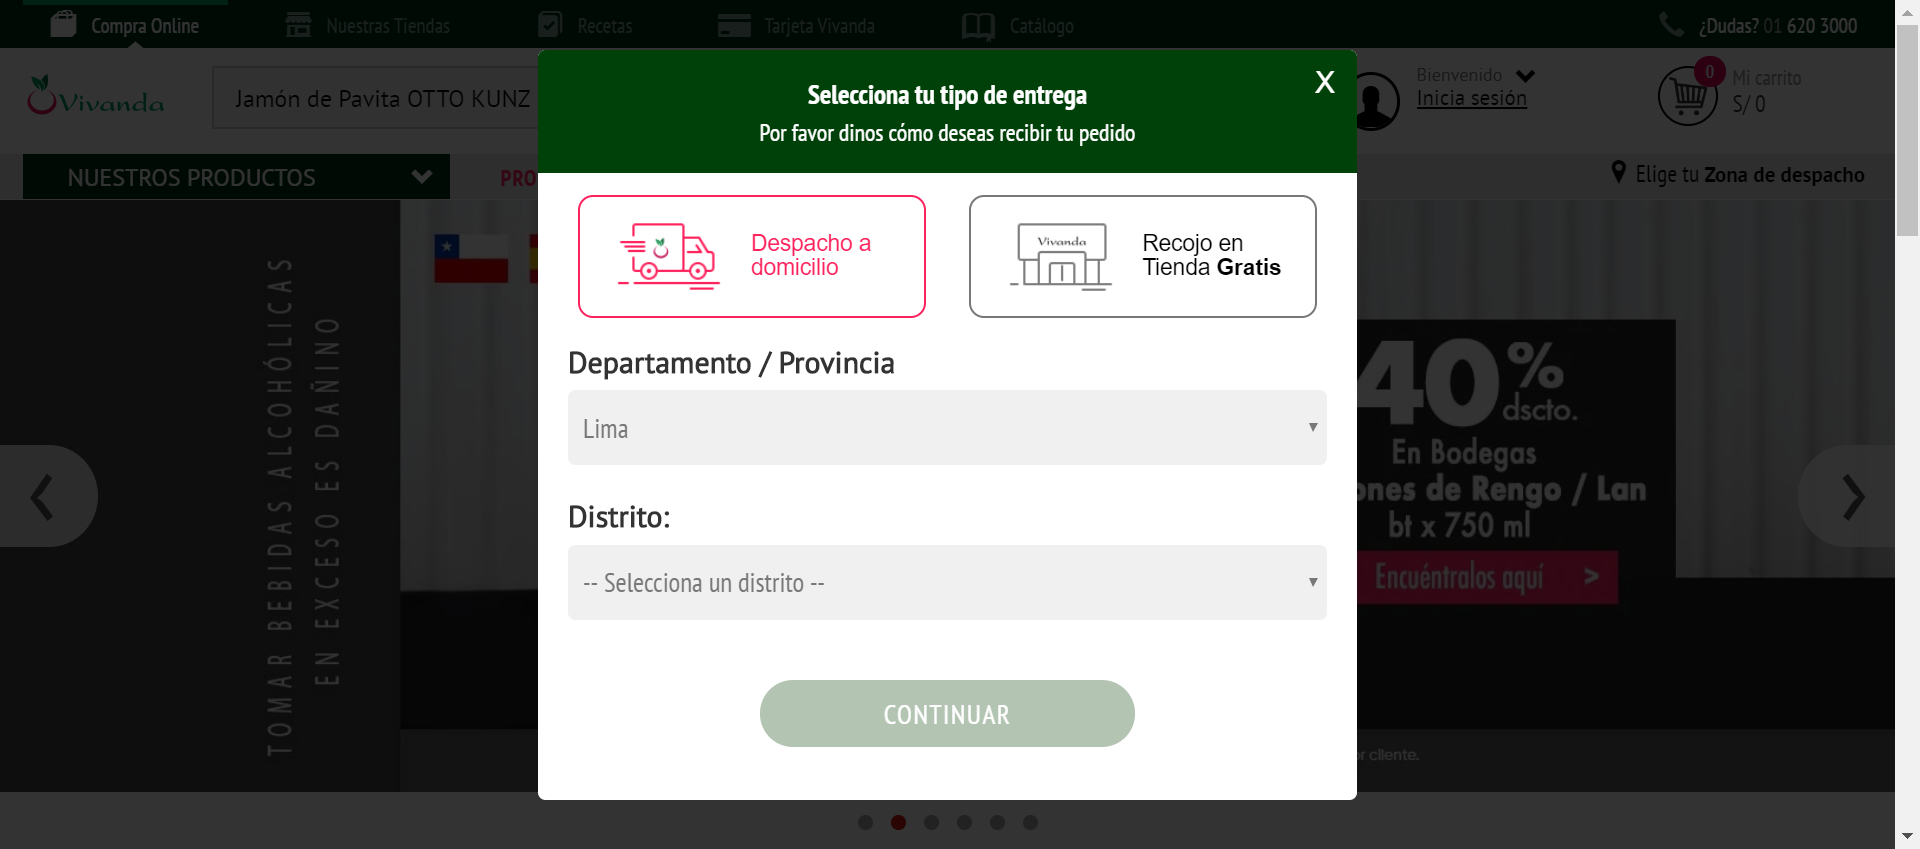 Compra Online
Nuestras Tiendas
Recetas
Tarjeta Vivanda
Catálogo
¿Dudas? 01 620 3000
Vivanda
Jamón de Pavita OTTO KUNZ
Bienvenido
Inicia sesión
0
Mi carrito
S/ 0
NUESTROS PRODUCTOS
PRO
Elige tu Zona de despacho
Selecciona tu tipo de entrega
X
Por favor dinos cómo deseas recibir tu pedido
Despacho a
domicilio
Vivanda
Recojo en
Tienda Gratis
Departamento / Provincia
Lima
Distrito:
-- Selecciona un distrito --
CONTINUAR
TOMAR BEBIDAS ALCOHÓLICAS
EN EXCESO ES DAÑINO
40%
dscto.
En Bodegas
ones de Rengo / Lan
bt x 750 ml
Encuéntralos aquí >
or cliente.